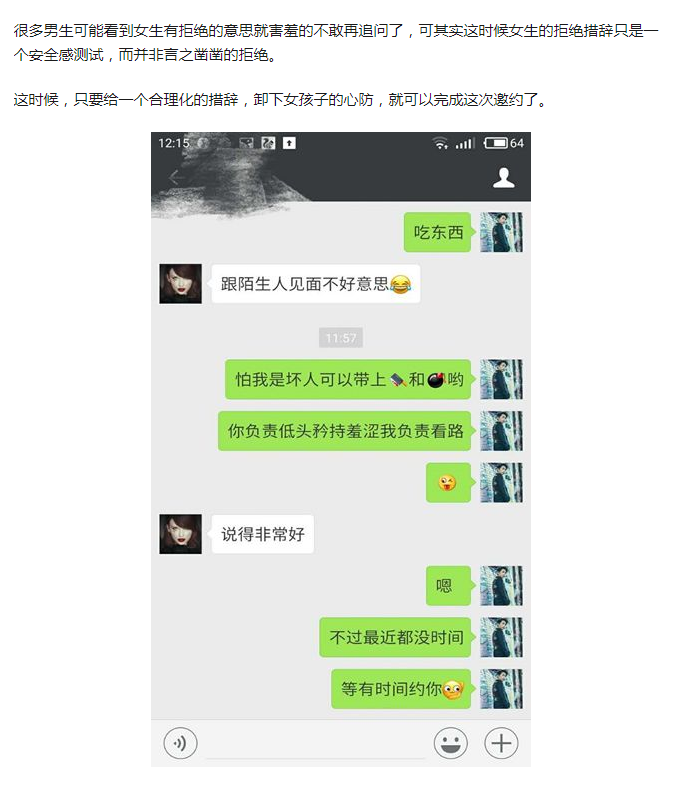 很多男生可能看到女生有拒绝的意思就害羞的不敢再追问了，可其实这时候女生的拒绝措辞只是一
个安全感测试，而并非言之凿凿的拒绝。
这时候，只要给一个合理化的措辞，卸下女孩子的心防，就可以完成这次邀约了。
12:15
64
吃东西
跟陌生人见面不好意思😂
11:57
怕我是坏人可以带上🔪和💣哟
你负责低头矜持羞涩我负责看路
😜
说得非常好
嗯
不过最近都没时间
等有时间约你